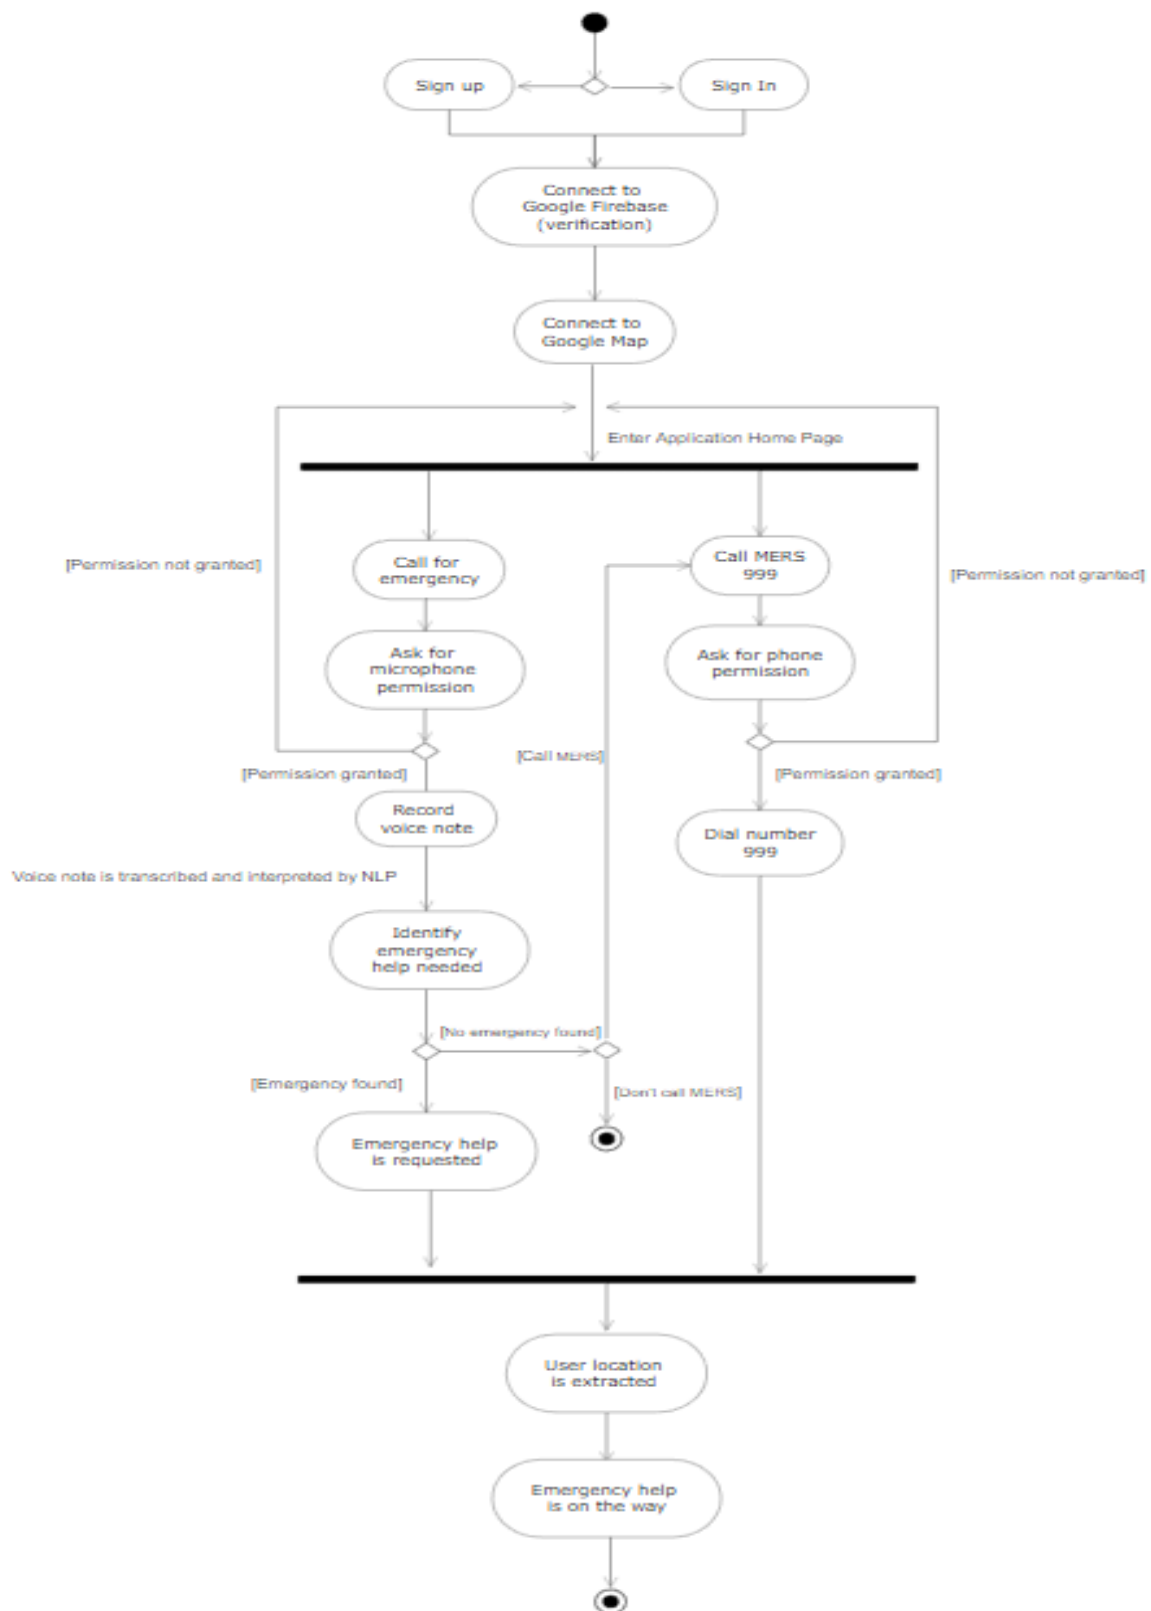 Sign up
Sign In
Connect to
Google Firebase
(verification)
Connect to
Google Map
Enter Application Home Page
[Permission not granted]
Call for
emergency
Call MERS
999
[Permission not granted]
Ask for
microphone
permission
Ask for phone
permission
[Call MERS]
[Permission granted]
[Permission granted]
Record
voice note
Dial number
999
Voice note is transcribed and interpreted by NLP
Identify
emergency
help needed
[No emergency found]
[Emergency found]
[Don't call MERS]
Emergency help
is requested
User location
is extracted
Emergency help
is on the way